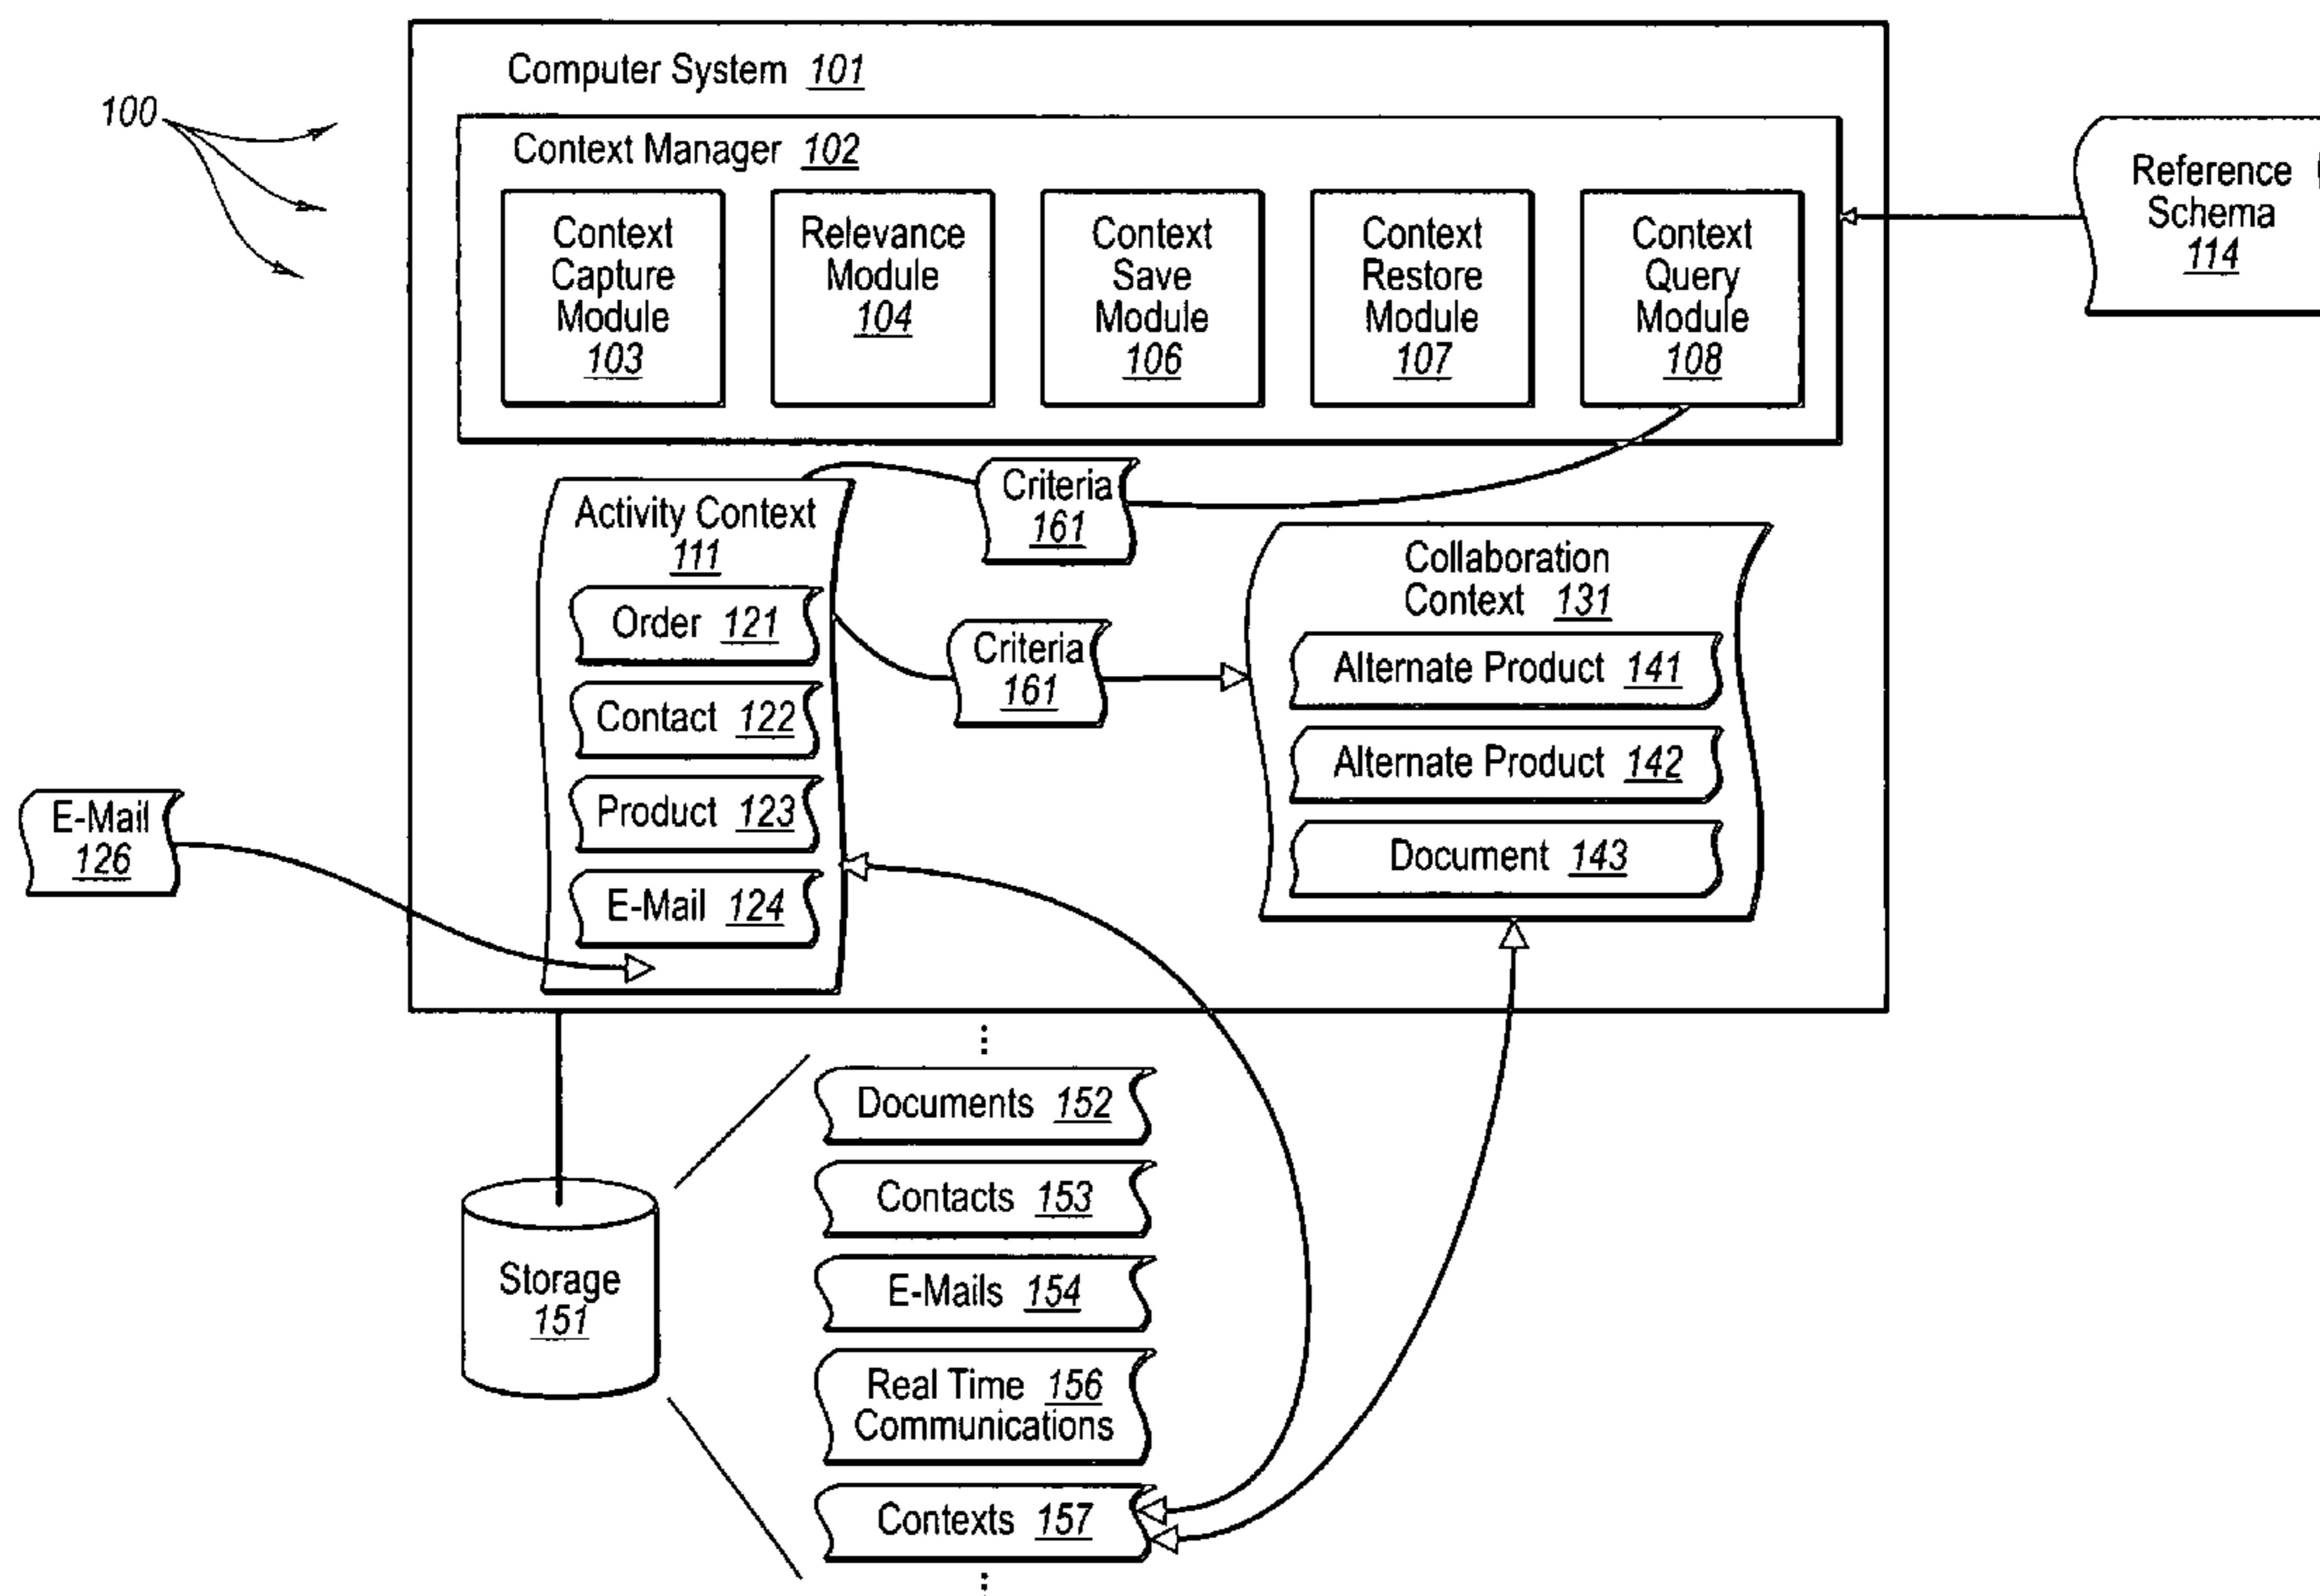 Computer System 101
100
Context Manager 102
Context
Capture
Module
103
Relevance
Module
104
Context
Save
Module
106
Context
Restore
Module
107
Context
Query
Module
108
Reference
Schema
114
Criteria
161
Activity Context
111
Order 121
Contact 122
Product 123
E-Mail 124
Criteria
161
Collaboration
Context 131
Alternate Product 141
Alternate Product 142
Document 143
E-Mail
126
Storage
151
⋮
Documents 152
Contacts 153
E-Mails 154
Real Time 156
Communications
Contexts 157
⋮